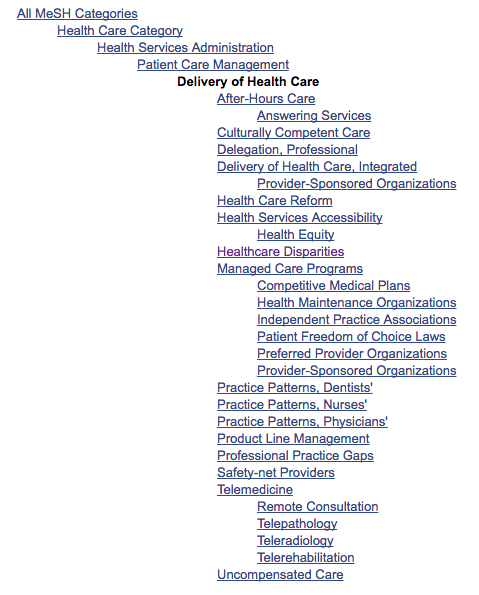 All MeSH Categories
Health Care Category
Health Services Administration
Patient Care Management
Delivery of Health Care
After-Hours Care
Answering Services
Culturally Competent Care
Delegation, Professional
Delivery of Health Care, Integrated
Provider-Sponsored Organizations
Health Care Reform
Health Services Accessibility
Health Equity
Healthcare Disparities
Managed Care Programs
Competitive Medical Plans
Health Maintenance Organizations
Independent Practice Associations
Patient Freedom of Choice Laws
Preferred Provider Organizations
Provider-Sponsored Organizations
Practice Patterns, Dentists'
Practice Patterns, Nurses'
Practice Patterns, Physicians'
Product Line Management
Professional Practice Gaps
Safety-net Providers
Telemedicine
Remote Consultation
Telepathology
Teleradiology
Telerehabilitation
Uncompensated Care